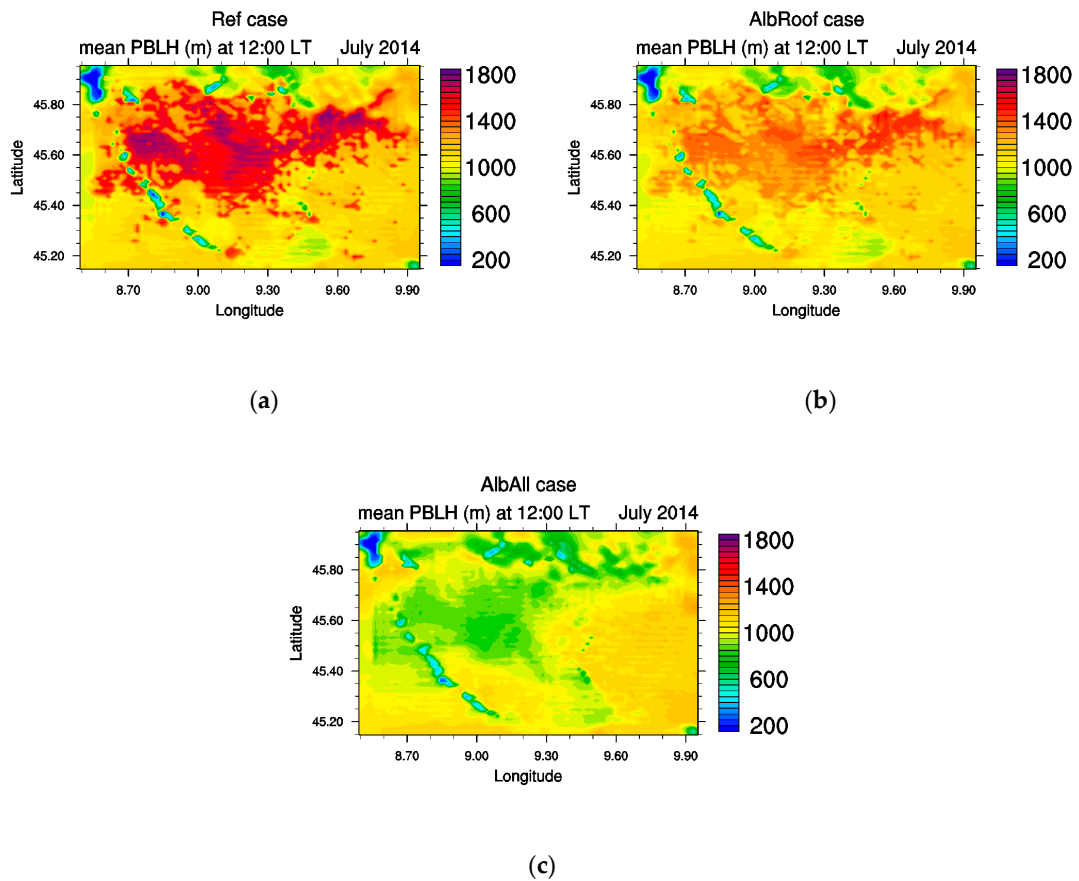 Ref case
mean PBLH (m) at 12:00 LT July 2014
Latitude
45.80
45.60
45.40
45.20
8.70 9.00 9.30 9.60 9.90
Longitude
1800
1400
1000
600
200
(a)
AlbRoof case
mean PBLH (m) at 12:00 LT July 2014
Latitude
45.80
45.60
45.40
45.20
8.70 9.00 9.30 9.60 9.90
Longitude
1800
1400
1000
600
200
(b)
AlbAll case
mean PBLH (m) at 12:00 LT July 2014
Latitude
45.80
45.60
45.40
45.20
8.70 9.00 9.30 9.60 9.90
Longitude
1800
1400
1000
600
200
(c)